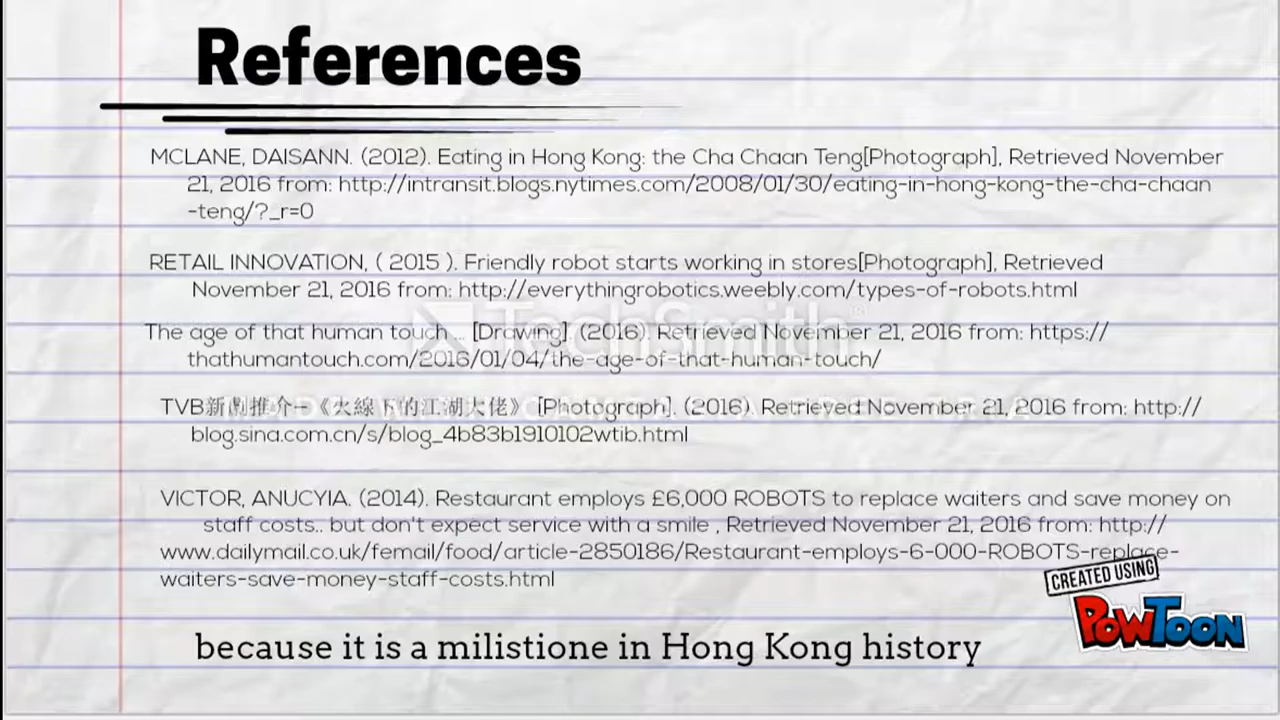 References
MCLANE, DAISANN. (2012). Eating in Hong Kong: the Cha Chaan Teng[Photograph], Retrieved November
21, 2016 from: http://intransit.blogs.nytimes.com/2008/01/30/eating-in-hong-kong-the-cha-chaan
-teng/?_r=0
RETAIL INNOVATION, ( 2015 ). Friendly robot starts working in stores[Photograph], Retrieved
November 21, 2016 from: http://everythingrobotics.weebly.com/types-of-robots.html
The age of that human touch... [Drawing]. (2016). Retrieved November 21, 2016 from: https://
thathumantouch.com/2016/01/04/the-age-of-that-human-touch/
TechSmith
TVB新劇推介-《火線下的江湖大佬》 [Photograph]. (2016). Retrieved November 21, 2016 from: http://
blog.sina.com.cn/s/blog_4b83b1910102wtib.html
VICTOR, ANUCYIA. (2014). Restaurant employs £6,000 ROBOTS to replace waiters and save money on
staff costs.. but don't expect service with a smile , Retrieved November 21, 2016 from: http://
www.dailymail.co.uk/femail/food/article-2850186/Restaurant-employs-6-000-ROBOTS-replace-
waiters-save-money-staff-costs.html
CREATED USING
POWTOON
because it is a milistione in Hong Kong history